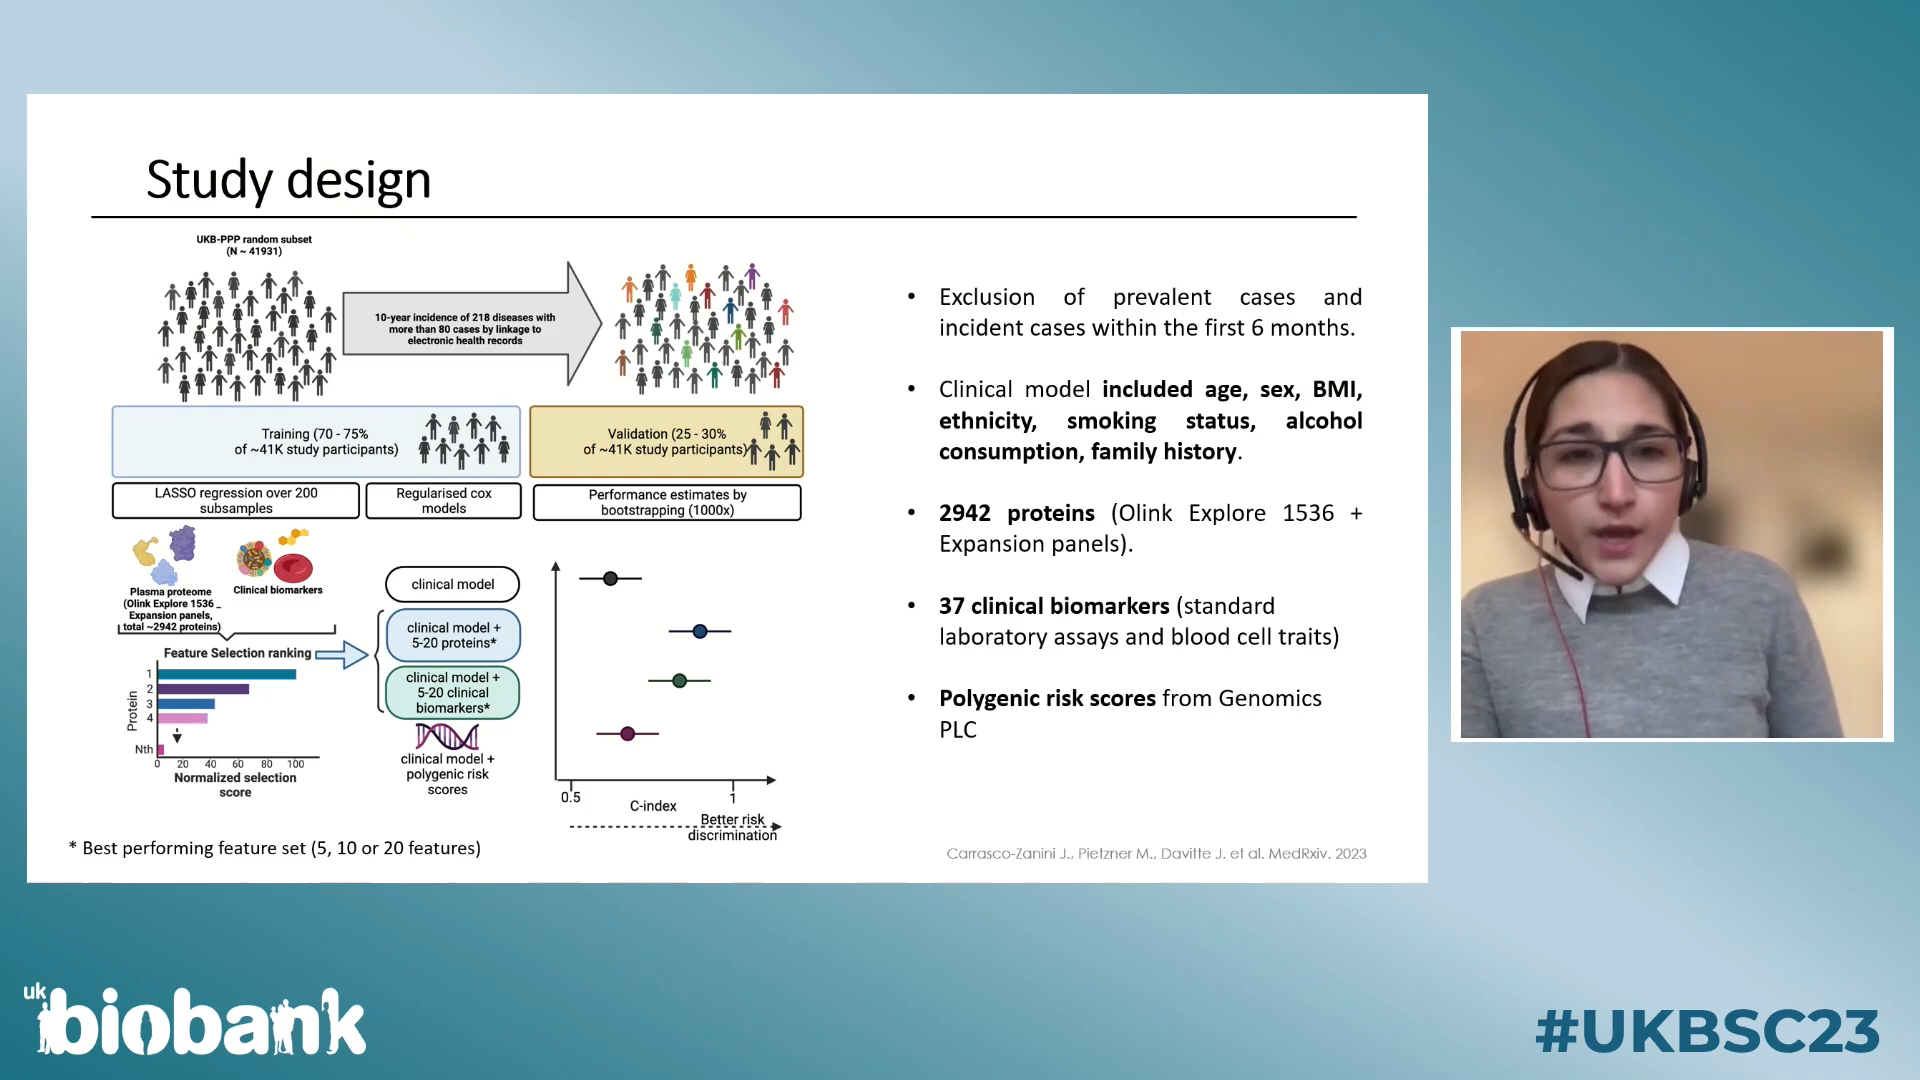 Study design
UKB-PPP random subset
(N ~ 41931)
10-year incidence of 218 diseases with
more than 80 cases by linkage to
electronic health records
Training (70 - 75%
of ~41K study participants)
Validation (25 - 30%
of ~41K study participants)
LASSO regression over 200
subsamples
Regularised cox
models
Performance estimates by
bootstrapping (1000x)
Plasma proteome
(Olink Explore 1536 _
Expansion panels,
total ~2942 proteins)
Clinical biomarkers
Feature Selection ranking
Protein
1
2
3
4
Nth
0 20 40 60 80 100
Normalized selection
score
clinical model
clinical model +
5-20 proteins*
clinical model +
5-20 clinical
biomarkers*
clinical model +
polygenic risk
scores
0.5 1
C-index
Better risk
discrimination
* Best performing feature set (5, 10 or 20 features)
• Exclusion of prevalent cases and
incident cases within the first 6 months.
• Clinical model included age, sex, BMI,
ethnicity, smoking status, alcohol
consumption, family history.
• 2942 proteins (Olink Explore 1536 +
Expansion panels).
• 37 clinical biomarkers (standard
laboratory assays and blood cell traits)
• Polygenic risk scores from Genomics
PLC
Carrasco-Zanini J., Pietzner M., Davitte J. et al. MedRxiv. 2023
uk
biobank
#UKBSC23